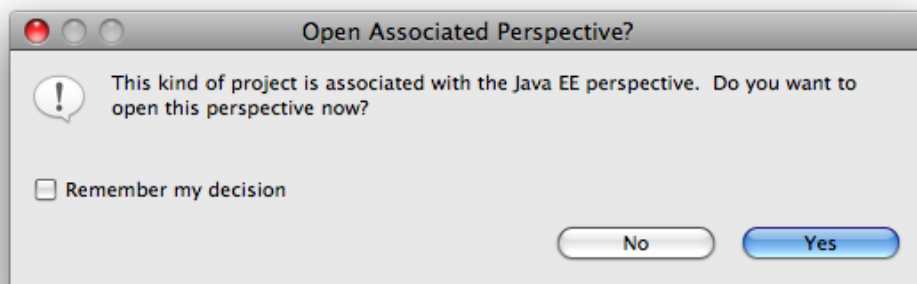 Open Associated Perspective?
This kind of project is associated with the Java EE perspective.  Do you want to
open this perspective now?
Remember my decision
No
Yes